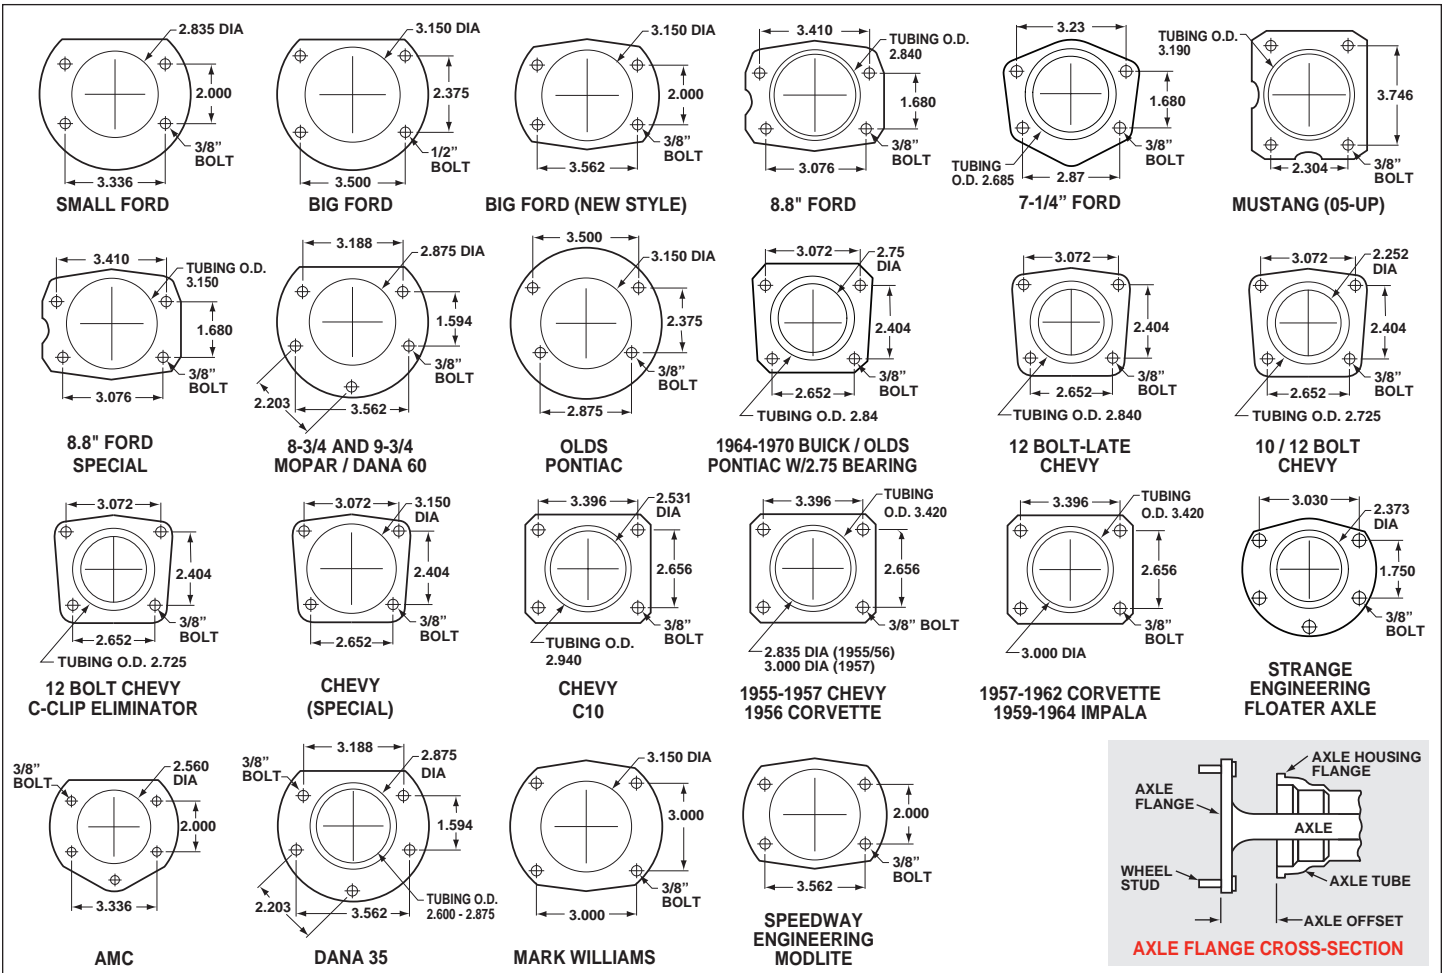 2.835 DIA
2.000
3/8” BOLT
3.336
SMALL FORD
3.150 DIA
2.375
1/2” BOLT
3.500
BIG FORD
3.150 DIA
2.000
3/8” BOLT
3.562
BIG FORD (NEW STYLE)
3.410
TUBING O.D.
2.840
1.680
3/8”
BOLT
3.076
8.8" FORD
3.23
1.680
3/8”
BOLT
TUBING
O.D. 2.685
2.87
7-1/4” FORD
TUBING O.D.
3.190
3.746
3/8”
BOLT
2.304
MUSTANG (05-UP)
3.410
TUBING O.D.
3.150
1.680
3/8”
BOLT
3.076
8.8" FORD
SPECIAL
3.188
2.875 DIA
1.594
3/8”
BOLT
2.203
3.562
8-3/4 AND 9-3/4
MOPAR / DANA 60
3.500
3.150 DIA
2.375
3/8”
BOLT
2.875
OLDS
PONTIAC
3.072
2.75
DIA
2.404
3/8”
BOLT
2.652
TUBING O.D. 2.84
1964-1970 BUICK / OLDS
PONTIAC W/2.75 BEARING
3.072
2.404
3/8”
BOLT
2.652
TUBING O.D. 2.840
12 BOLT-LATE
CHEVY
3.072
2.252
DIA
2.404
3/8”
BOLT
2.652
TUBING O.D. 2.725
10 / 12 BOLT
CHEVY
3.072
2.404
3/8”
BOLT
2.652
TUBING O.D. 2.725
12 BOLT CHEVY
C-CLIP ELIMINATOR
3.072
3.150
DIA
2.404
3/8”
BOLT
2.652
CHEVY
(SPECIAL)
3.396
2.531
DIA
2.656
3/8”
BOLT
TUBING O.D.
2.940
CHEVY
C10
3.396
TUBING
O.D. 3.420
2.656
3/8” BOLT
2.835 DIA (1955/56)
3.000 DIA (1957)
1955-1957 CHEVY
1956 CORVETTE
3.396
TUBING
O.D. 3.420
2.656
3/8”
BOLT
3.000 DIA
1957-1962 CORVETTE
1959-1964 IMPALA
3.030
2.373
DIA
1.750
3/8”
BOLT
STRANGE
ENGINEERING
FLOATER AXLE
3/8”
BOLT
2.560
DIA
2.000
3.336
AMC
3/8”
BOLT
3.188
2.875
DIA
1.594
2.203
3.562
TUBING O.D.
2.600 - 2.875
DANA 35
3.150 DIA
3.000
3/8”
BOLT
3.000
MARK WILLIAMS
2.000
3/8”
BOLT
3.562
SPEEDWAY
ENGINEERING
MODLITE
AXLE HOUSING
FLANGE
AXLE
FLANGE
AXLE
WHEEL
STUD
AXLE TUBE
AXLE OFFSET
AXLE FLANGE CROSS-SECTION